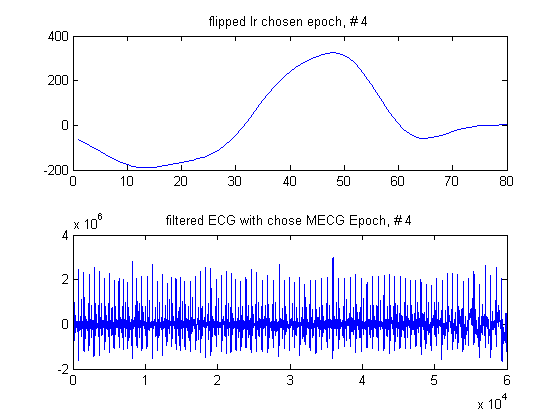 flipped lr chosen epoch, # 4
400
200
0
-200
0 10 20 30 40 50 60 70 80
x 10^6
filtered ECG with chose MECG Epoch, # 4
4
2
0
-2
0 1 2 3 4 5 6
x 10^4